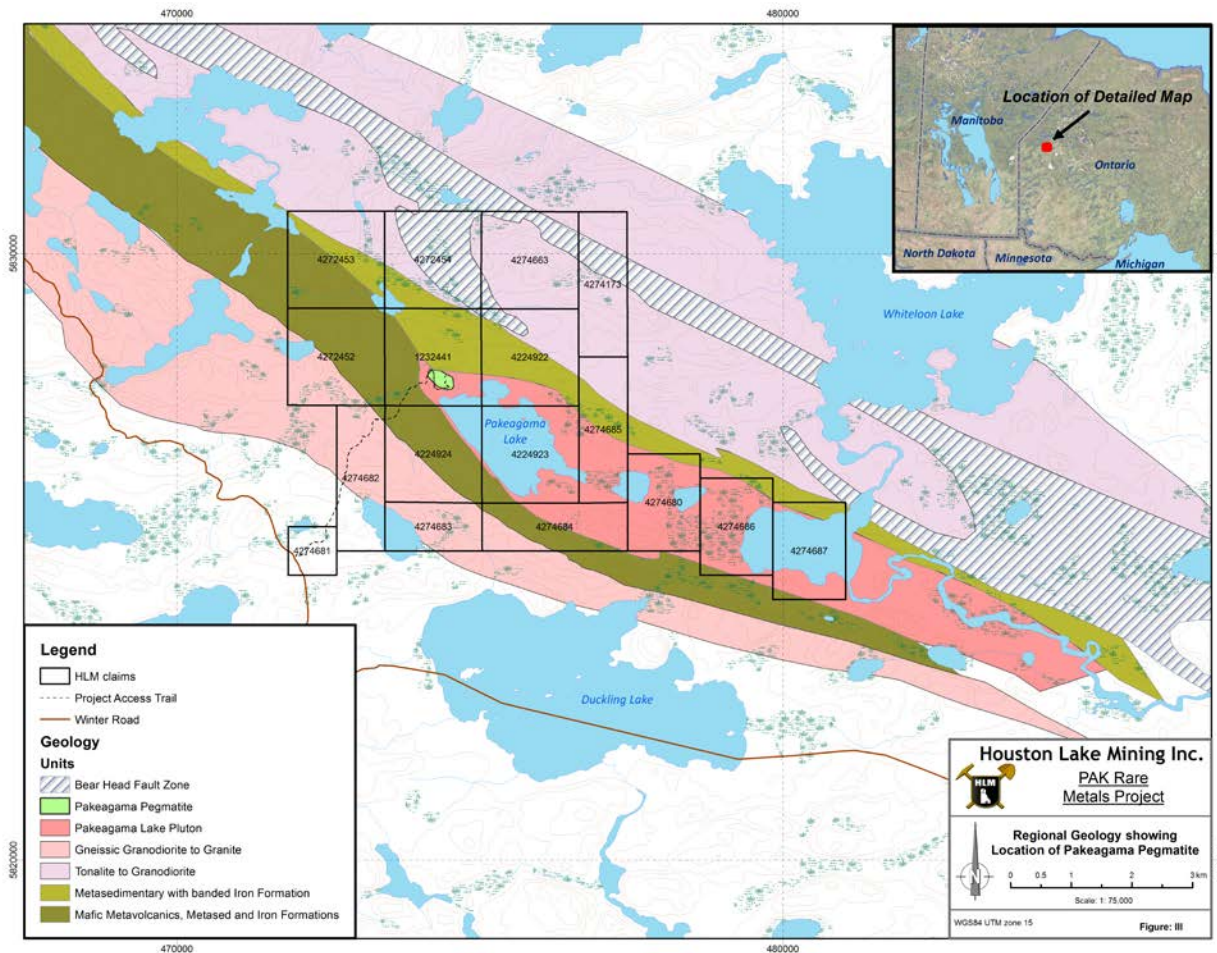 470000
480000
5830000
5820000
470000
480000
Location of Detailed Map
Manitoba
Ontario
North Dakota
Minnesota
Michigan
Whiteloon Lake
4272453
4272454
4274663
4274173
4272452
1232441
4224922
Pakeagama
Lake
4274685
4224924
4224923
4274682
4274680
4274683
4274684
4274666
4274681
4274687
Duckling Lake
Legend
HLM claims
Project Access Trail
Winter Road
Geology
Units
Bear Head Fault Zone
Pakeagama Pegmatite
Pakeagama Lake Pluton
Gneissic Granodiorite to Granite
Tonalite to Granodiorite
Metasedimentary with banded Iron Formation
Mafic Metavolcanics, Metased and Iron Formations
Houston Lake Mining Inc.
HLM
PAK Rare
Metals Project
N
Regional Geology showing
Location of Pakeagama Pegmatite
0 0.5 1 2 3 km
Scale: 1: 75,000
WGS84 UTM zone 15
Figure: III